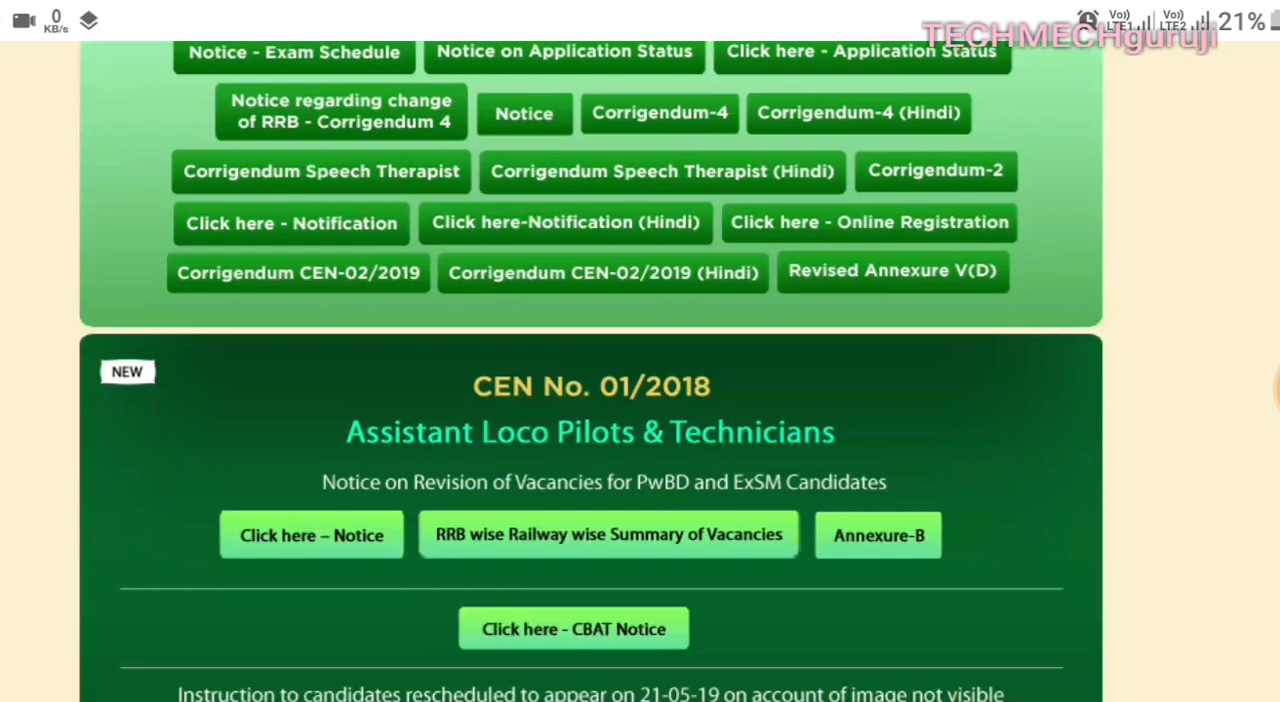 0
KB/s
Vo)
LTE1
Vo)
LTE2
21%
TECHMECHguruji
Notice - Exam Schedule
Notice on Application Status
Click here - Application Status
Notice regarding change
of RRB - Corrigendum 4
Notice
Corrigendum-4
Corrigendum-4 (Hindi)
Corrigendum Speech Therapist
Corrigendum Speech Therapist (Hindi)
Corrigendum-2
Click here - Notification
Click here-Notification (Hindi)
Click here - Online Registration
Corrigendum CEN-02/2019
Corrigendum CEN-02/2019 (Hindi)
Revised Annexure V(D)
NEW
CEN No. 01/2018
Assistant Loco Pilots & Technicians
Notice on Revision of Vacancies for PwBD and ExSM Candidates
Click here – Notice
RRB wise Railway wise Summary of Vacancies
Annexure-B
Click here - CBAT Notice
Instruction to candidates rescheduled to appear on 21-05-19 on account of image not visible